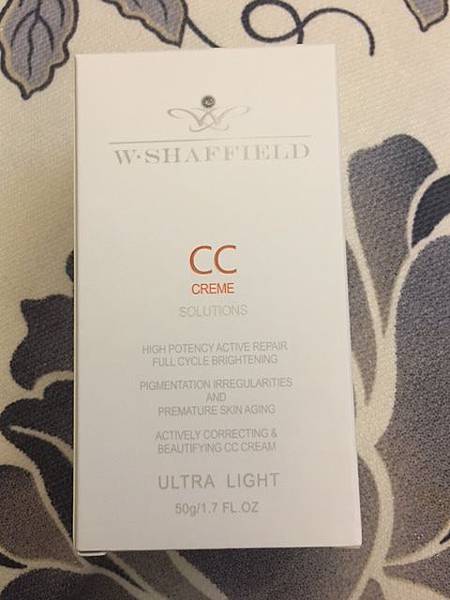 W·SHAFFIELD
CC
CREME
SOLUTIONS
HIGH POTENCY ACTIVE REPAIR
FULL CYCLE BRIGHTENING
PIGMENTATION IRREGULARITIES
AND
PREMATURE SKIN AGING
ACTIVELY CORRECTING &
BEAUTIFYING CC CREAM
ULTRA LIGHT
50g/1.7 FL.OZ